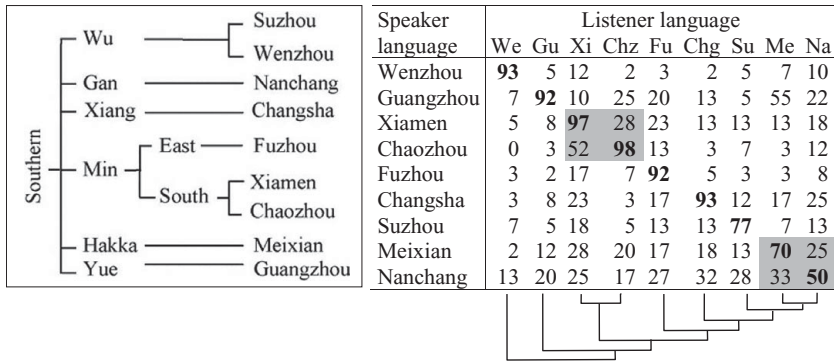 Southern
Wu
Suzhou
Wenzhou
Gan
Nanchang
Xiang
Changsha
Min
East
Fuzhou
South
Xiamen
Chaozhou
Hakka
Meixian
Yue
Guangzhou
Speaker Listener language
language We Gu Xi Chz Fu Chg Su Me Na
Wenzhou 93 5 12 2 3 2 5 7 10
Guangzhou 7 92 10 25 20 13 5 55 22
Xiamen 5 8 97 28 23 13 13 13 18
Chaozhou 0 3 52 98 13 3 7 3 12
Fuzhou 3 2 17 7 92 5 3 3 8
Changsha 3 8 23 3 17 93 12 17 25
Suzhou 7 5 18 5 13 13 77 7 13
Meixian 2 12 28 20 17 18 13 70 25
Nanchang 13 20 25 17 27 32 28 33 50